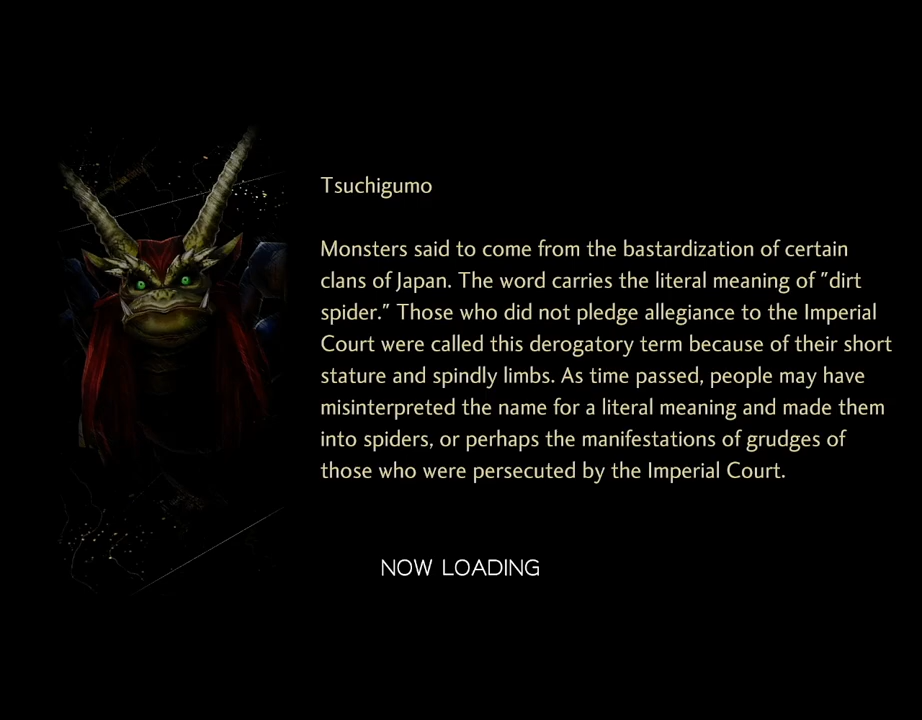 Tsuchigumo
Monsters said to come from the bastardization of certain
clans of Japan. The word carries the literal meaning of "dirt
spider." Those who did not pledge allegiance to the Imperial
Court were called this derogatory term because of their short
stature and spindly limbs. As time passed, people may have
misinterpreted the name for a literal meaning and made them
into spiders, or perhaps the manifestations of grudges of
those who were persecuted by the Imperial Court.
NOW LOADING